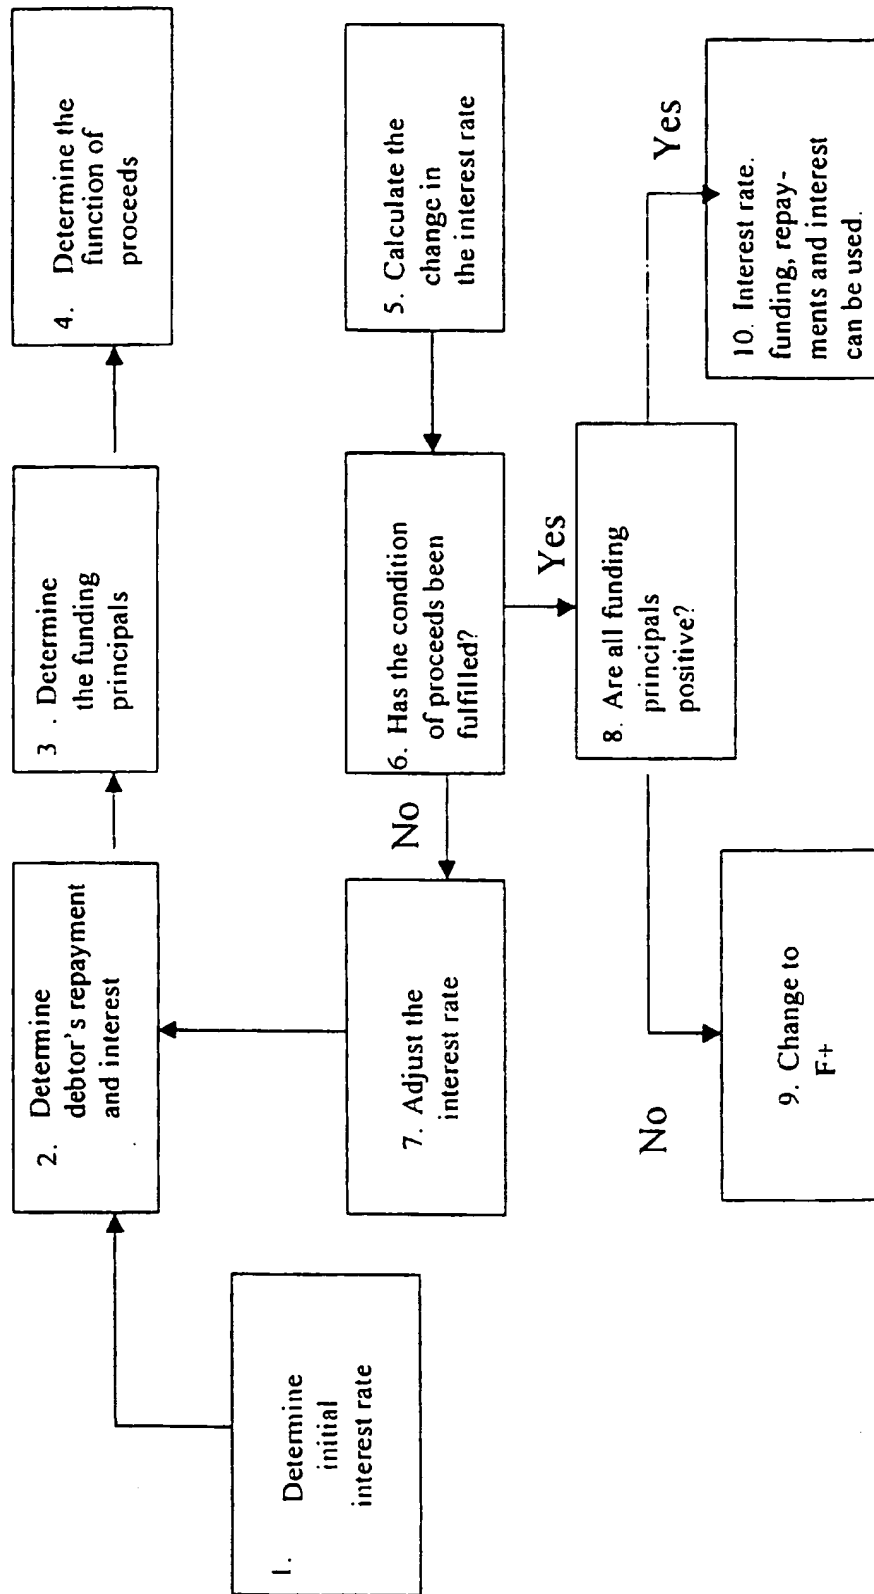 1. Determine
initial
interest rate
2. Determine
debtor's repayment
and interest
3 . Determine
the funding
principals
4. Determine the
function of
proceeds
5. Calculate the
change in
the interest rate
6. Has the condition
of proceeds been
fulfilled?
No
Yes
7. Adjust the
interest rate
8. Are all funding
principals
positive?
No
Yes
9. Change to
F+
10. Interest rate.
funding, repay-
ments and interest
can be used.